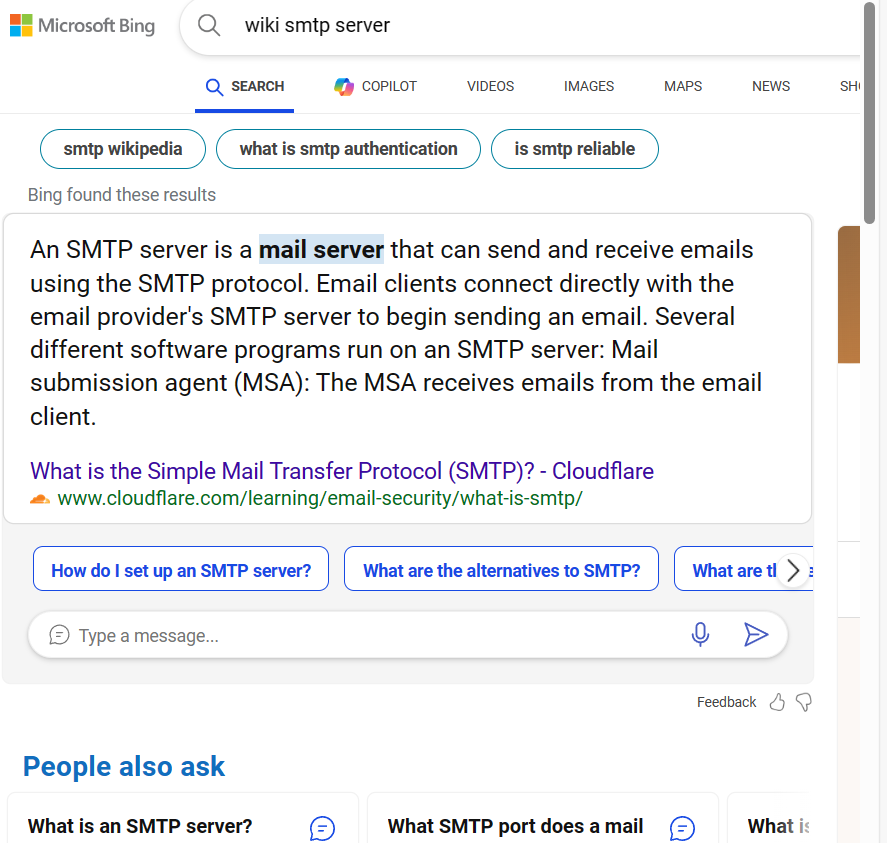 Microsoft Bing
wiki smtp server
SEARCH COPILOT VIDEOS IMAGES MAPS NEWS
smtp wikipedia what is smtp authentication is smtp reliable
Bing found these results
An SMTP server is a mail server that can send and receive emails
using the SMTP protocol. Email clients connect directly with the
email provider's SMTP server to begin sending an email. Several
different software programs run on an SMTP server: Mail
submission agent (MSA): The MSA receives emails from the email
client.
What is the Simple Mail Transfer Protocol (SMTP)? - Cloudflare
www.cloudflare.com/learning/email-security/what-is-smtp/
How do I set up an SMTP server? What are the alternatives to SMTP? What are
Type a message...
Feedback
People also ask
What is an SMTP server? What SMTP port does a mail What is